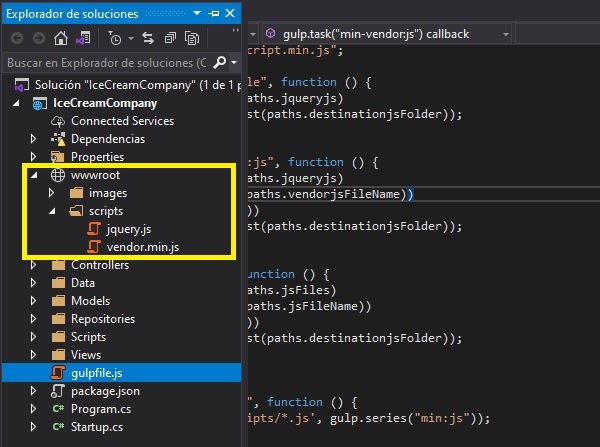 Explorador de soluciones
Buscar en Explorador de soluciones (C
Solución "IceCreamCompany" (1 de 1 p
IceCreamCompany
Connected Services
Dependencias
Properties
wwwroot
images
scripts
jquery.js
vendor.min.js
Controllers
Data
Models
Repositories
Scripts
Views
gulpfile.js
package.json
C# Program.cs
C# Startup.cs
gulp.task("min-vendor:js") callback
cript.min.js";
le", function () {
paths.jqueryjs)
st(paths.destinationjsFolder));
:js", function () {
paths.jqueryjs)
paths.vendorjsFileName))
))
st(paths.destinationjsFolder));
unction () {
aths.jsFiles)
paths.jsFileName))
))
st(paths.destinationjsFolder));
", function () {
ipts/*.js', gulp.series("min:js"));